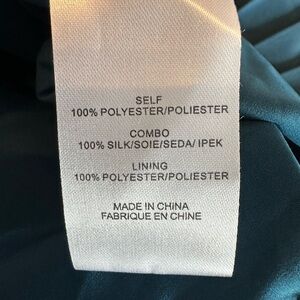 SELF
100% POLYESTER/POLIESTER
COMBO
100% SILK/SOIE/SEDA/ IPEK
LINING
100% POLYESTER/POLIESTER
MADE IN CHINA
FABRIQUE EN CHINE